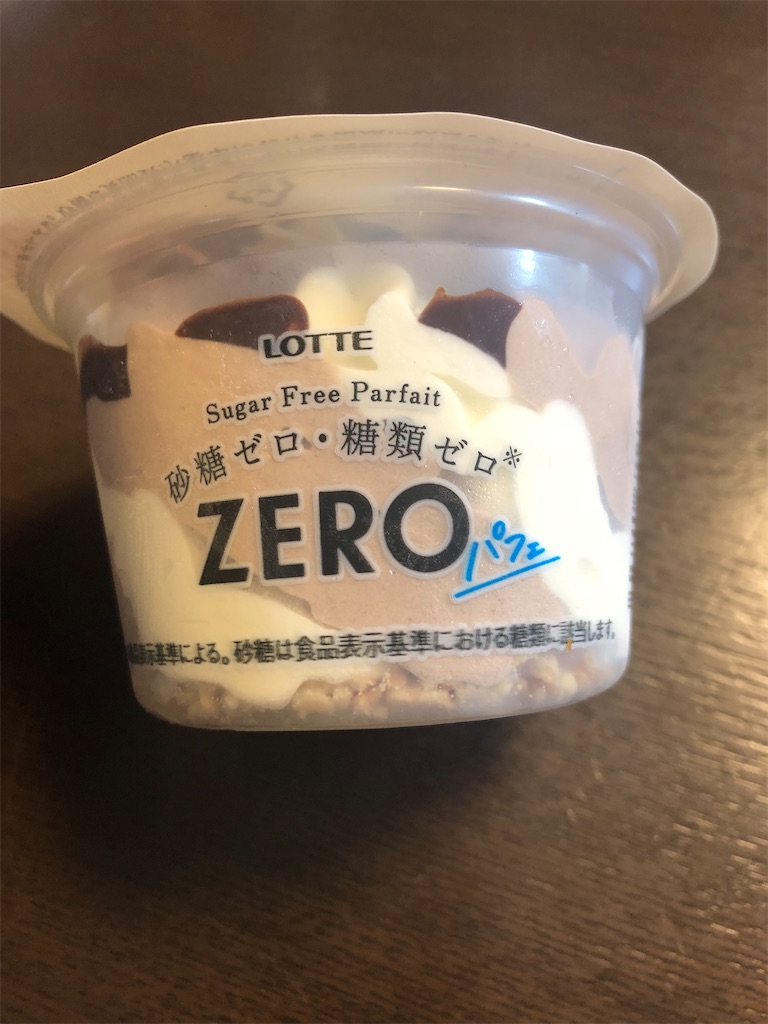 LOTTE
Sugar Free Parfait
砂糖ゼロ・糖類ゼロ※
ZERO
パフェ
食品表示基準による。砂糖は食品表示基準における糖類に該当します。